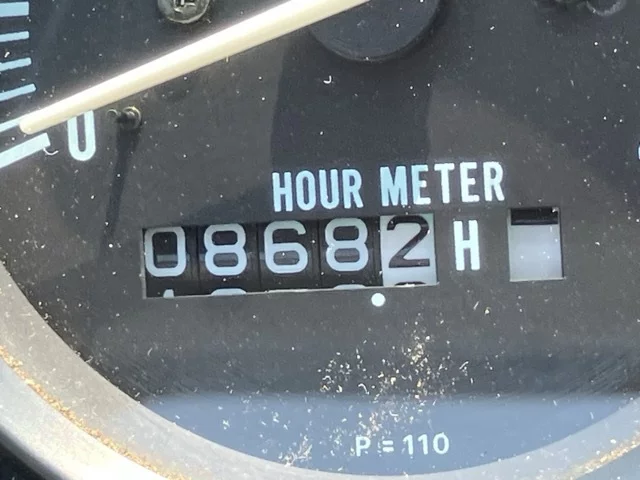 0
HOUR METER
08682 H
P = 110